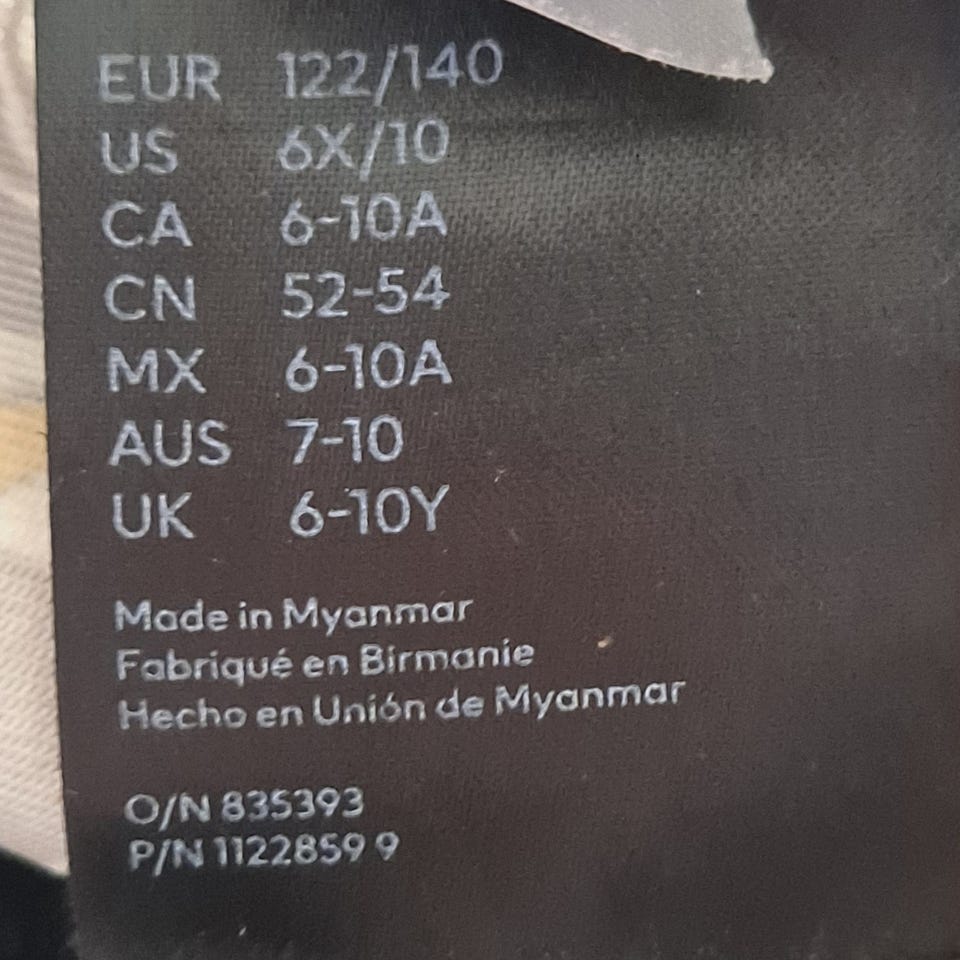 EUR 122/140
US 6X/10
CA 6-10A
CN 52-54
MX 6-10A
AUS 7-10
UK 6-10Y
Made in Myanmar
Fabriqué en Birmanie
Hecho en Unión de Myanmar
O/N 835393
P/N 1122859 9